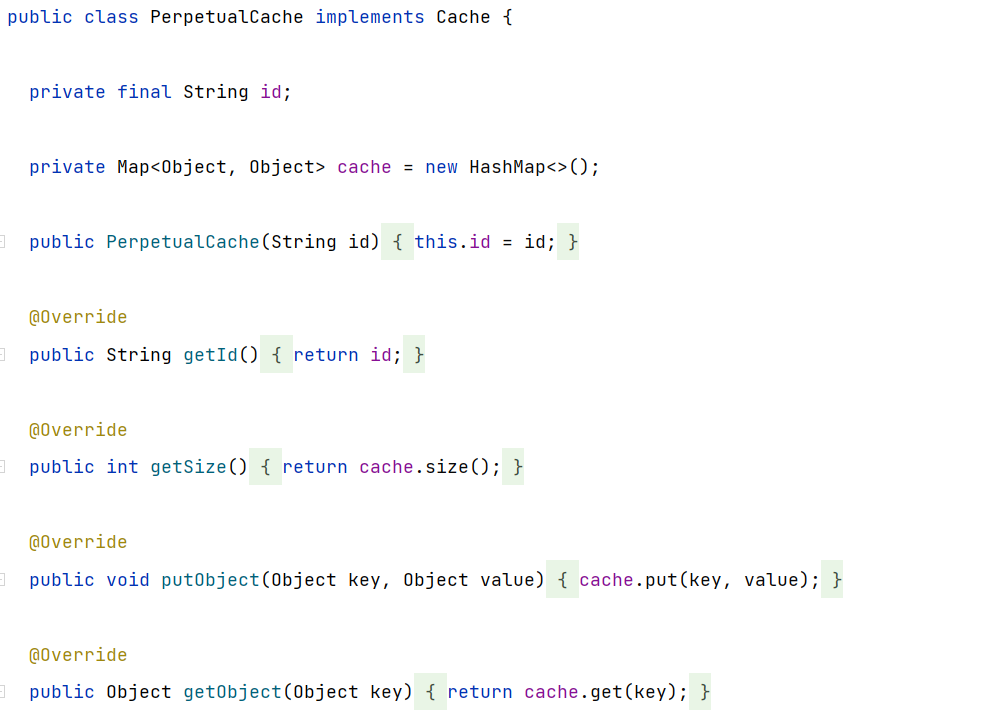 public class PerpetualCache implements Cache {
private final String id;
private Map<Object, Object> cache = new HashMap<>();
public PerpetualCache(String id) { this.id = id; }
@Override
public String getId() { return id; }
@Override
public int getSize() { return cache.size(); }
@Override
public void putObject(Object key, Object value) { cache.put(key, value); }
@Override
public Object getObject(Object key) { return cache.get(key); }